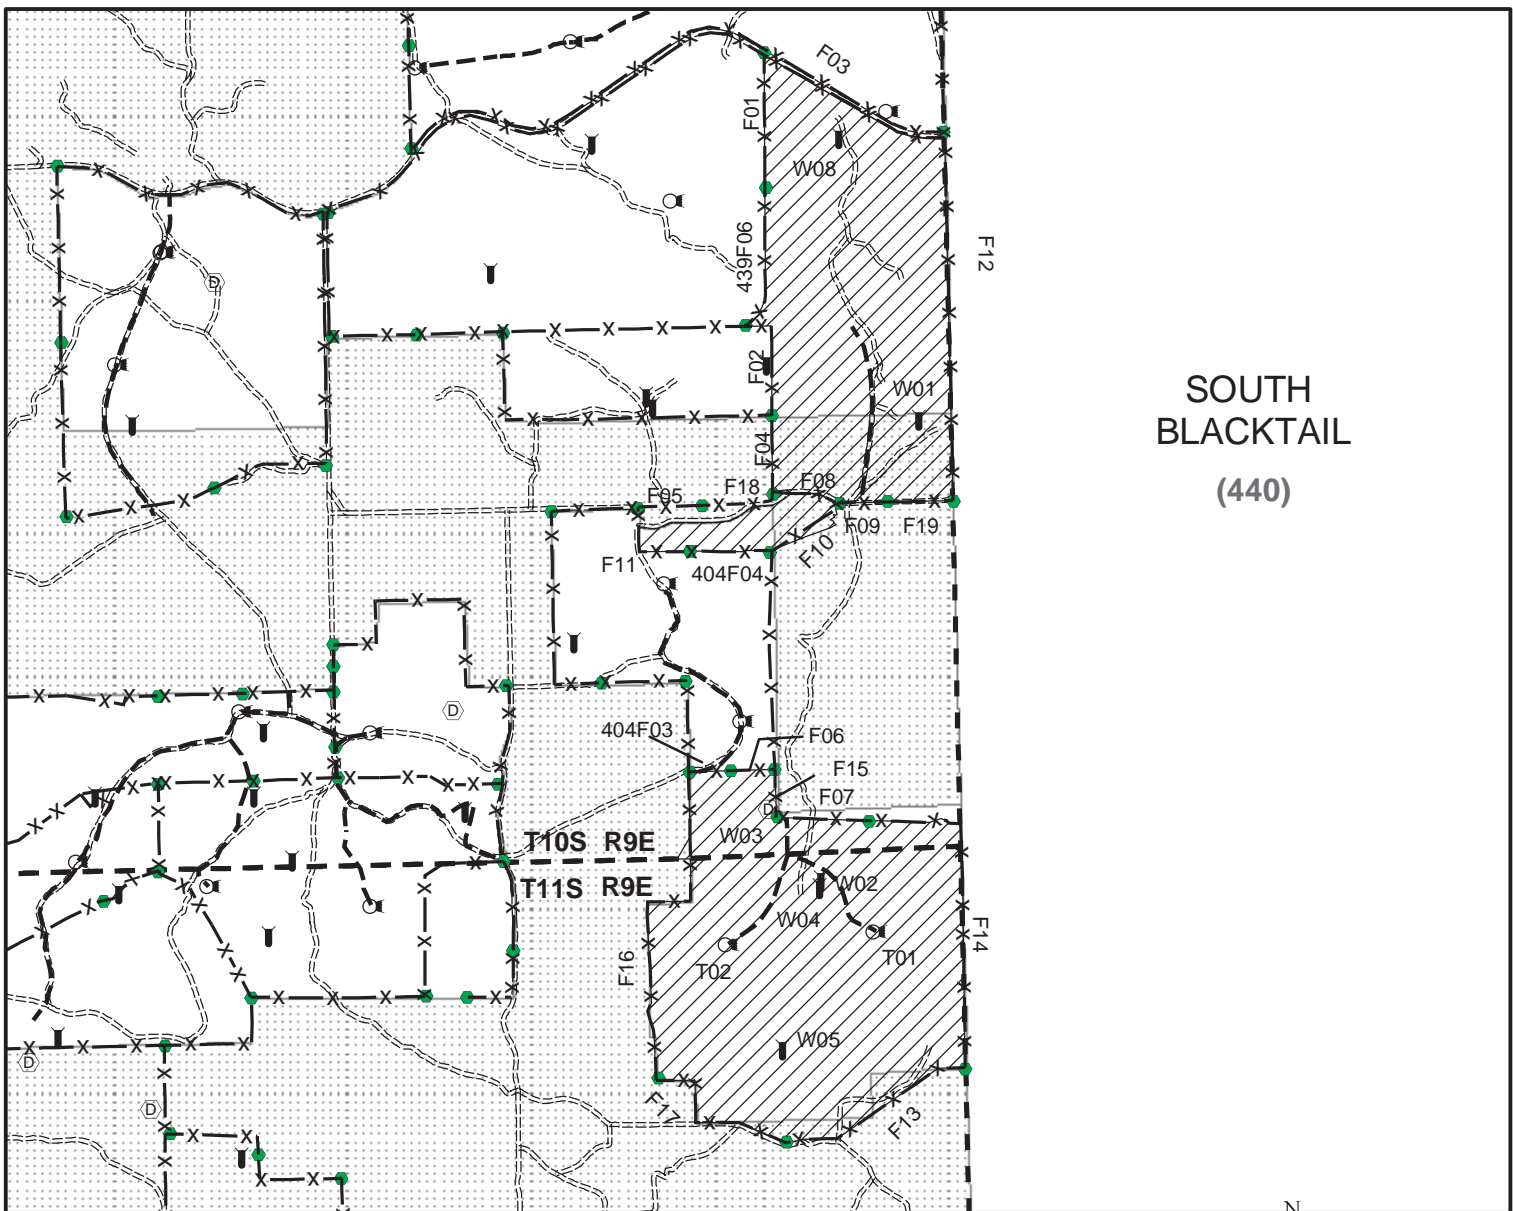 F03
F01
W08
439F06
F12
D
F02
W01
F04
F05
F18
F08
F09
F19
F10
F11
404F04
SOUTH
BLACKTAIL
(440)
D
404F03
F06
F15
D
F07
T10S R9E
W03
T11S R9E
W02
W04
F14
F16
T02
T01
W05
D
D
F17
F13
N